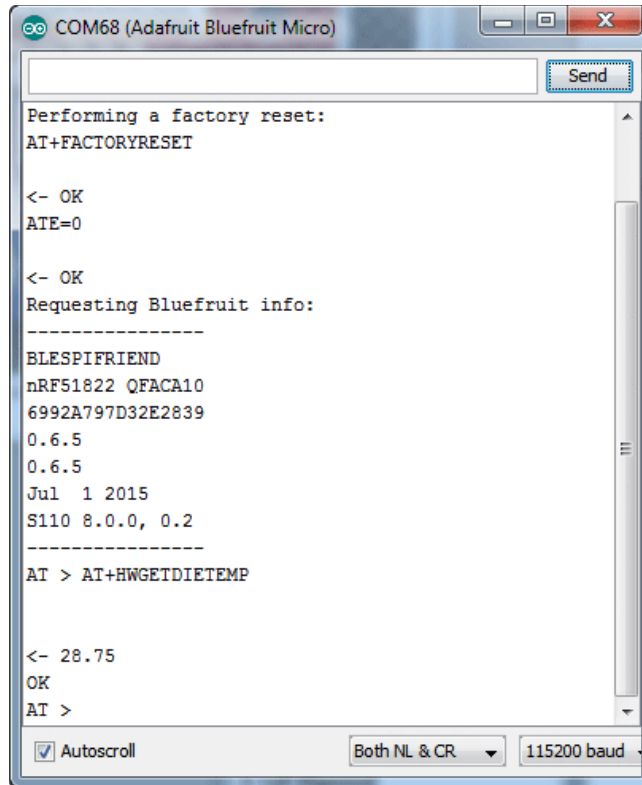 COM68 (Adafruit Bluefruit Micro)
Send
Performing a factory reset:
AT+FACTORYRESET
<- OK
ATE=0
<- OK
Requesting Bluefruit info:
----------------
BLESPIFRIEND
nRF51822 QFACA10
6992A797D32E2839
0.6.5
0.6.5
Jul  1 2015
S110 8.0.0, 0.2
----------------
AT > AT+HWGETDIETEMP
<- 28.75
OK
AT >
Autoscroll
Both NL & CR
115200 baud